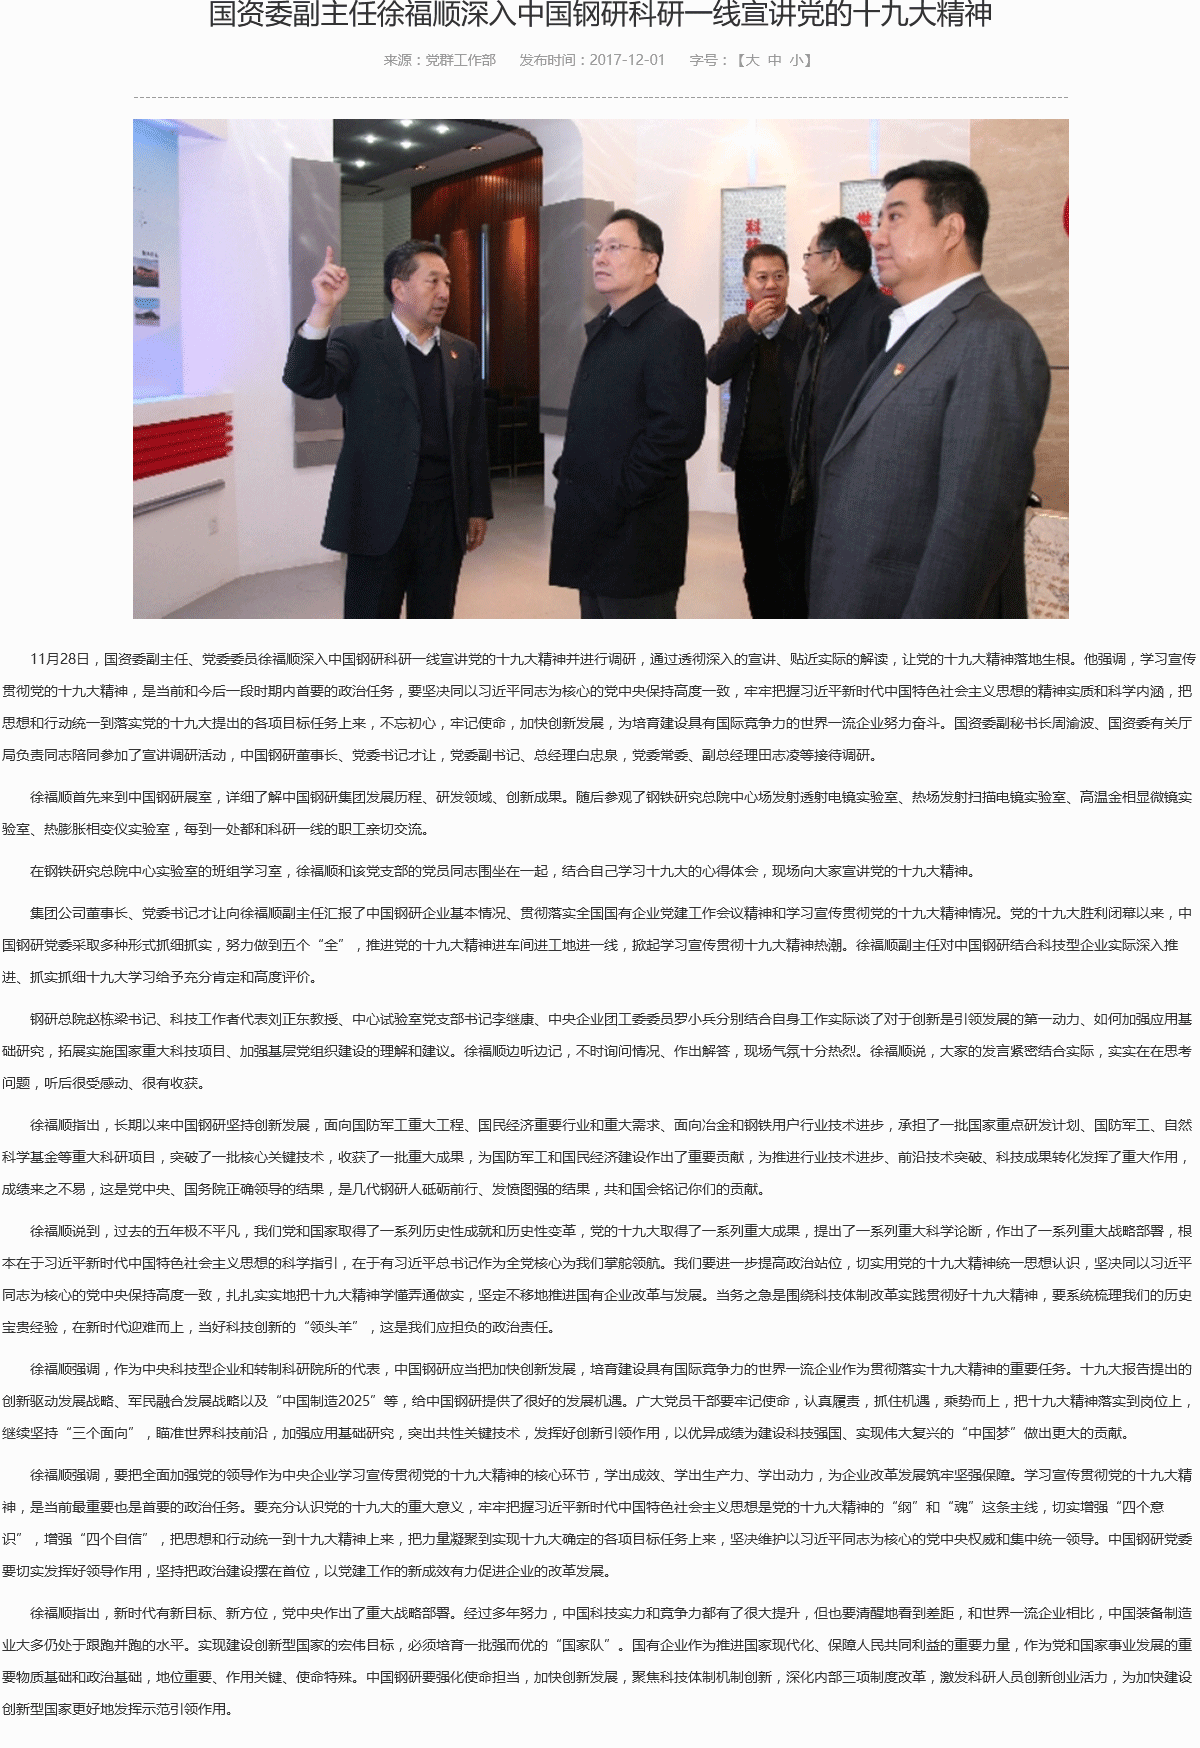 国资委副主任徐福顺深入中国钢研科研一线宣讲党的十九大精神
来源：党群工作部 发布时间：2017-12-01 字号：【大 中 小】
科技
世
11月28日，国资委副主任、党委委员徐福顺深入中国钢研科研一线宣讲党的十九大精神并进行调研，通过透彻深入的宣讲、贴近实际的解读，让党的十九大精神落地生根。他强调，学习宣传
贯彻党的十九大精神，是当前和今后一段时期内首要的政治任务，要坚决同以习近平同志为核心的党中央保持高度一致，牢牢把握习近平新时代中国特色社会主义思想的精神实质和科学内涵，把
思想和行动统一到落实党的十九大提出的各项目标任务上来，不忘初心，牢记使命，加快创新发展，为培育建设具有国际竞争力的世界一流企业努力奋斗。国资委副秘书长周渝波、国资委有关厅
局负责同志陪同参加了宣讲调研活动，中国钢研董事长、党委书记才让，党委副书记、总经理白忠泉，党委常委、副总经理田志凌等接待调研。
徐福顺首先来到中国钢研展室，详细了解中国钢研集团发展历程、研发领域、创新成果。随后参观了钢铁研究总院中心场发射透射电镜实验室、热场发射扫描电镜实验室、高温金相显微镜实
验室、热膨胀相变仪实验室，每到一处都和科研一线的职工亲切交流。
在钢铁研究总院中心实验室的班组学习室，徐福顺和该党支部的党员同志围坐在一起，结合自己学习十九大的心得体会，现场向大家宣讲党的十九大精神。
集团公司董事长、党委书记才让向徐福顺副主任汇报了中国钢研企业基本情况、贯彻落实全国国有企业党建工作会议精神和学习宣传贯彻党的十九大精神情况。党的十九大胜利闭幕以来，中
国钢研党委采取多种形式抓细抓实，努力做到五个“全”，推进党的十九大精神进车间进工地进一线，掀起学习宣传贯彻十九大精神热潮。徐福顺副主任对中国钢研结合科技型企业实际深入推
进、抓实抓细十九大学习给予充分肯定和高度评价。
钢研总院赵栋梁书记、科技工作者代表刘正东教授、中心试验室党支部书记李继康、中央企业团工委委员罗小兵分别结合自身工作实际谈了对于创新是引领发展的第一动力、如何加强应用基
础研究，拓展实施国家重大科技项目、加强基层党组织建设的理解和建议。徐福顺边听边记，不时询问情况、作出解答，现场气氛十分热烈。徐福顺说，大家的发言紧密结合实际，实实在在思考
问题，听后很受感动、很有收获。
徐福顺指出，长期以来中国钢研坚持创新发展，面向国防军工重大工程、国民经济重要行业和重大需求、面向冶金和钢铁用户行业技术进步，承担了一批国家重点研发计划、国防军工、自然
科学基金等重大科研项目，突破了一批核心关键技术，收获了一批重大成果，为国防军工和国民经济建设作出了重要贡献，为推进行业技术进步、前沿技术突破、科技成果转化发挥了重大作用，
成绩来之不易，这是党中央、国务院正确领导的结果，是几代钢研人砥砺前行、发愤图强的结果，共和国会铭记你们的贡献。
徐福顺说到，过去的五年极不平凡，我们党和国家取得了一系列历史性成就和历史性变革，党的十九大取得了一系列重大成果，提出了一系列重大科学论断，作出了一系列重大战略部署，根
本在于习近平新时代中国特色社会主义思想的科学指引，在于有习近平总书记作为全党核心为我们掌舵领航。我们要进一步提高政治站位，切实用党的十九大精神统一思想认识，坚决同以习近平
同志为核心的党中央保持高度一致，扎扎实实地把十九大精神学懂弄通做实，坚定不移地推进国有企业改革与发展。当务之急是围绕科技体制改革实践贯彻好十九大精神，要系统梳理我们的历史
宝贵经验，在新时代迎难而上，当好科技创新的“领头羊”，这是我们应担负的政治责任。
徐福顺强调，作为中央科技型企业和转制科研院所的代表，中国钢研应当把加快创新发展，培育建设具有国际竞争力的世界一流企业作为贯彻落实十九大精神的重要任务。十九大报告提出的
创新驱动发展战略、军民融合发展战略以及“中国制造2025”等，给中国钢研提供了很好的发展机遇。广大党员干部要牢记使命，认真履责，抓住机遇，乘势而上，把十九大精神落实到岗位上，
继续坚持“三个面向”，瞄准世界科技前沿，加强应用基础研究，突出共性关键技术，发挥好创新引领作用，以优异成绩为建设科技强国、实现伟大复兴的“中国梦”做出更大的贡献。
徐福顺强调，要把全面加强党的领导作为中央企业学习宣传贯彻党的十九大精神的核心环节，学出成效、学出生产力、学出动力，为企业改革发展筑牢坚强保障。学习宣传贯彻党的十九大精
神，是当前最重要也是首要的政治任务。要充分认识党的十九大的重大意义，牢牢把握习近平新时代中国特色社会主义思想是党的十九大精神的“纲”和“魂”这条主线，切实增强“四个意
识”，增强“四个自信”，把思想和行动统一到十九大精神上来，把力量凝聚到实现十九大确定的各项目标任务上来，坚决维护以习近平同志为核心的党中央权威和集中统一领导。中国钢研党委
要切实发挥好领导作用，坚持把政治建设摆在首位，以党建工作的新成效有力促进企业的改革发展。
徐福顺指出，新时代有新目标、新方位，党中央作出了重大战略部署。经过多年努力，中国科技实力和竞争力都有了很大提升，但也要清醒地看到差距，和世界一流企业相比，中国装备制造
业大多仍处于跟跑并跑的水平。实现建设创新型国家的宏伟目标，必须培育一批强而优的“国家队”。国有企业作为推进国家现代化、保障人民共同利益的重要力量，作为党和国家事业发展的重
要物质基础和政治基础，地位重要、作用关键、使命特殊。中国钢研要强化使命担当，加快创新发展，聚焦科技体制机制创新，深化内部三项制度改革，激发科研人员创新创业活力，为加快建设
创新型国家更好地发挥示范引领作用。